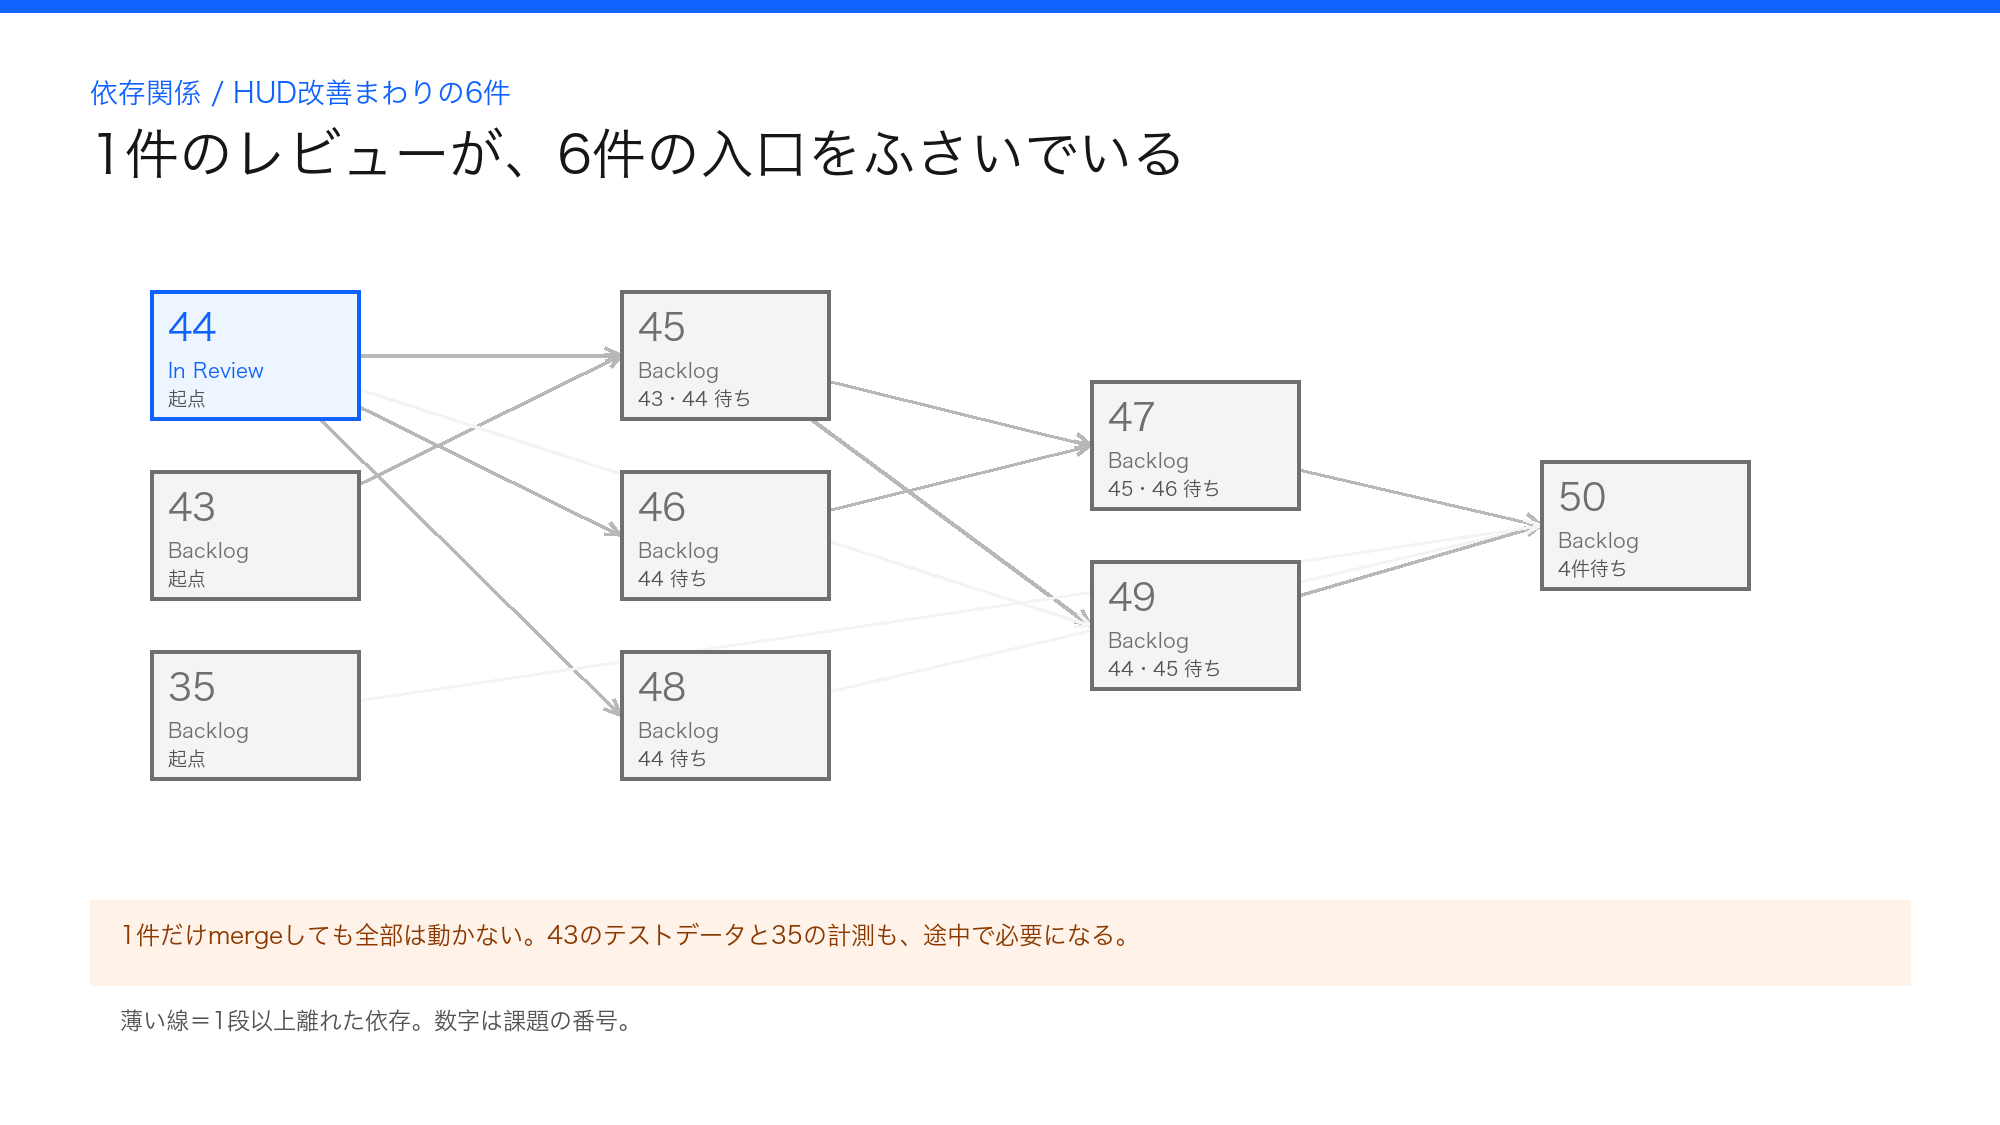 依存関係 / HUD改善まわりの6件
1件のレビューが、6件の入口をふさいでいる
44
In Review
起点
43
Backlog
起点
35
Backlog
起点
45
Backlog
43・44 待ち
46
Backlog
44 待ち
48
Backlog
44 待ち
47
Backlog
45・46 待ち
49
Backlog
44・45 待ち
50
Backlog
4件待ち
1件だけmergeしても全部は動かない。43のテストデータと35の計測も、途中で必要になる。
薄い線＝1段以上離れた依存。数字は課題の番号。